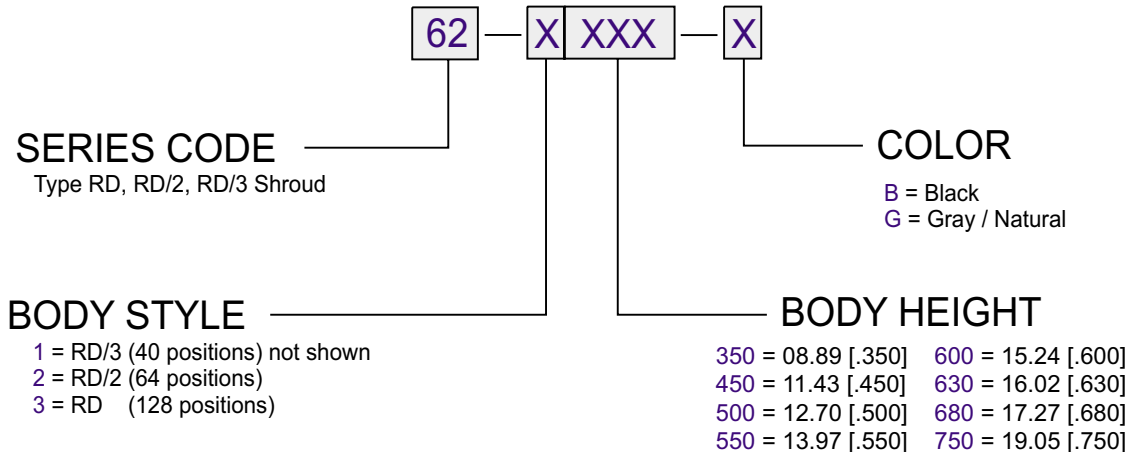 62 — X XXX — X
SERIES CODE
Type RD, RD/2, RD/3 Shroud
COLOR
B = Black
G = Gray / Natural
BODY STYLE
1 = RD/3 (40 positions) not shown
2 = RD/2 (64 positions)
3 = RD (128 positions)
BODY HEIGHT
350 = 08.89 [.350] 600 = 15.24 [.600]
450 = 11.43 [.450] 630 = 16.02 [.630]
500 = 12.70 [.500] 680 = 17.27 [.680]
550 = 13.97 [.550] 750 = 19.05 [.750]